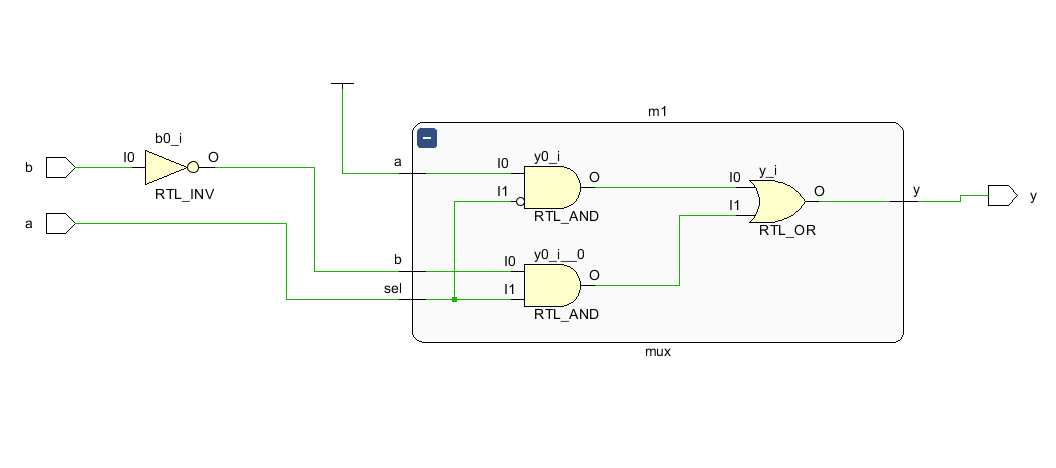 m1
b0_i
b
I0
O
RTL_INV
a
a
I0
y0_i
O
I1
RTL_AND
I0
y_i
O
I1
RTL_OR
y
y
b
I0
y0_i__0
O
sel
I1
RTL_AND
mux